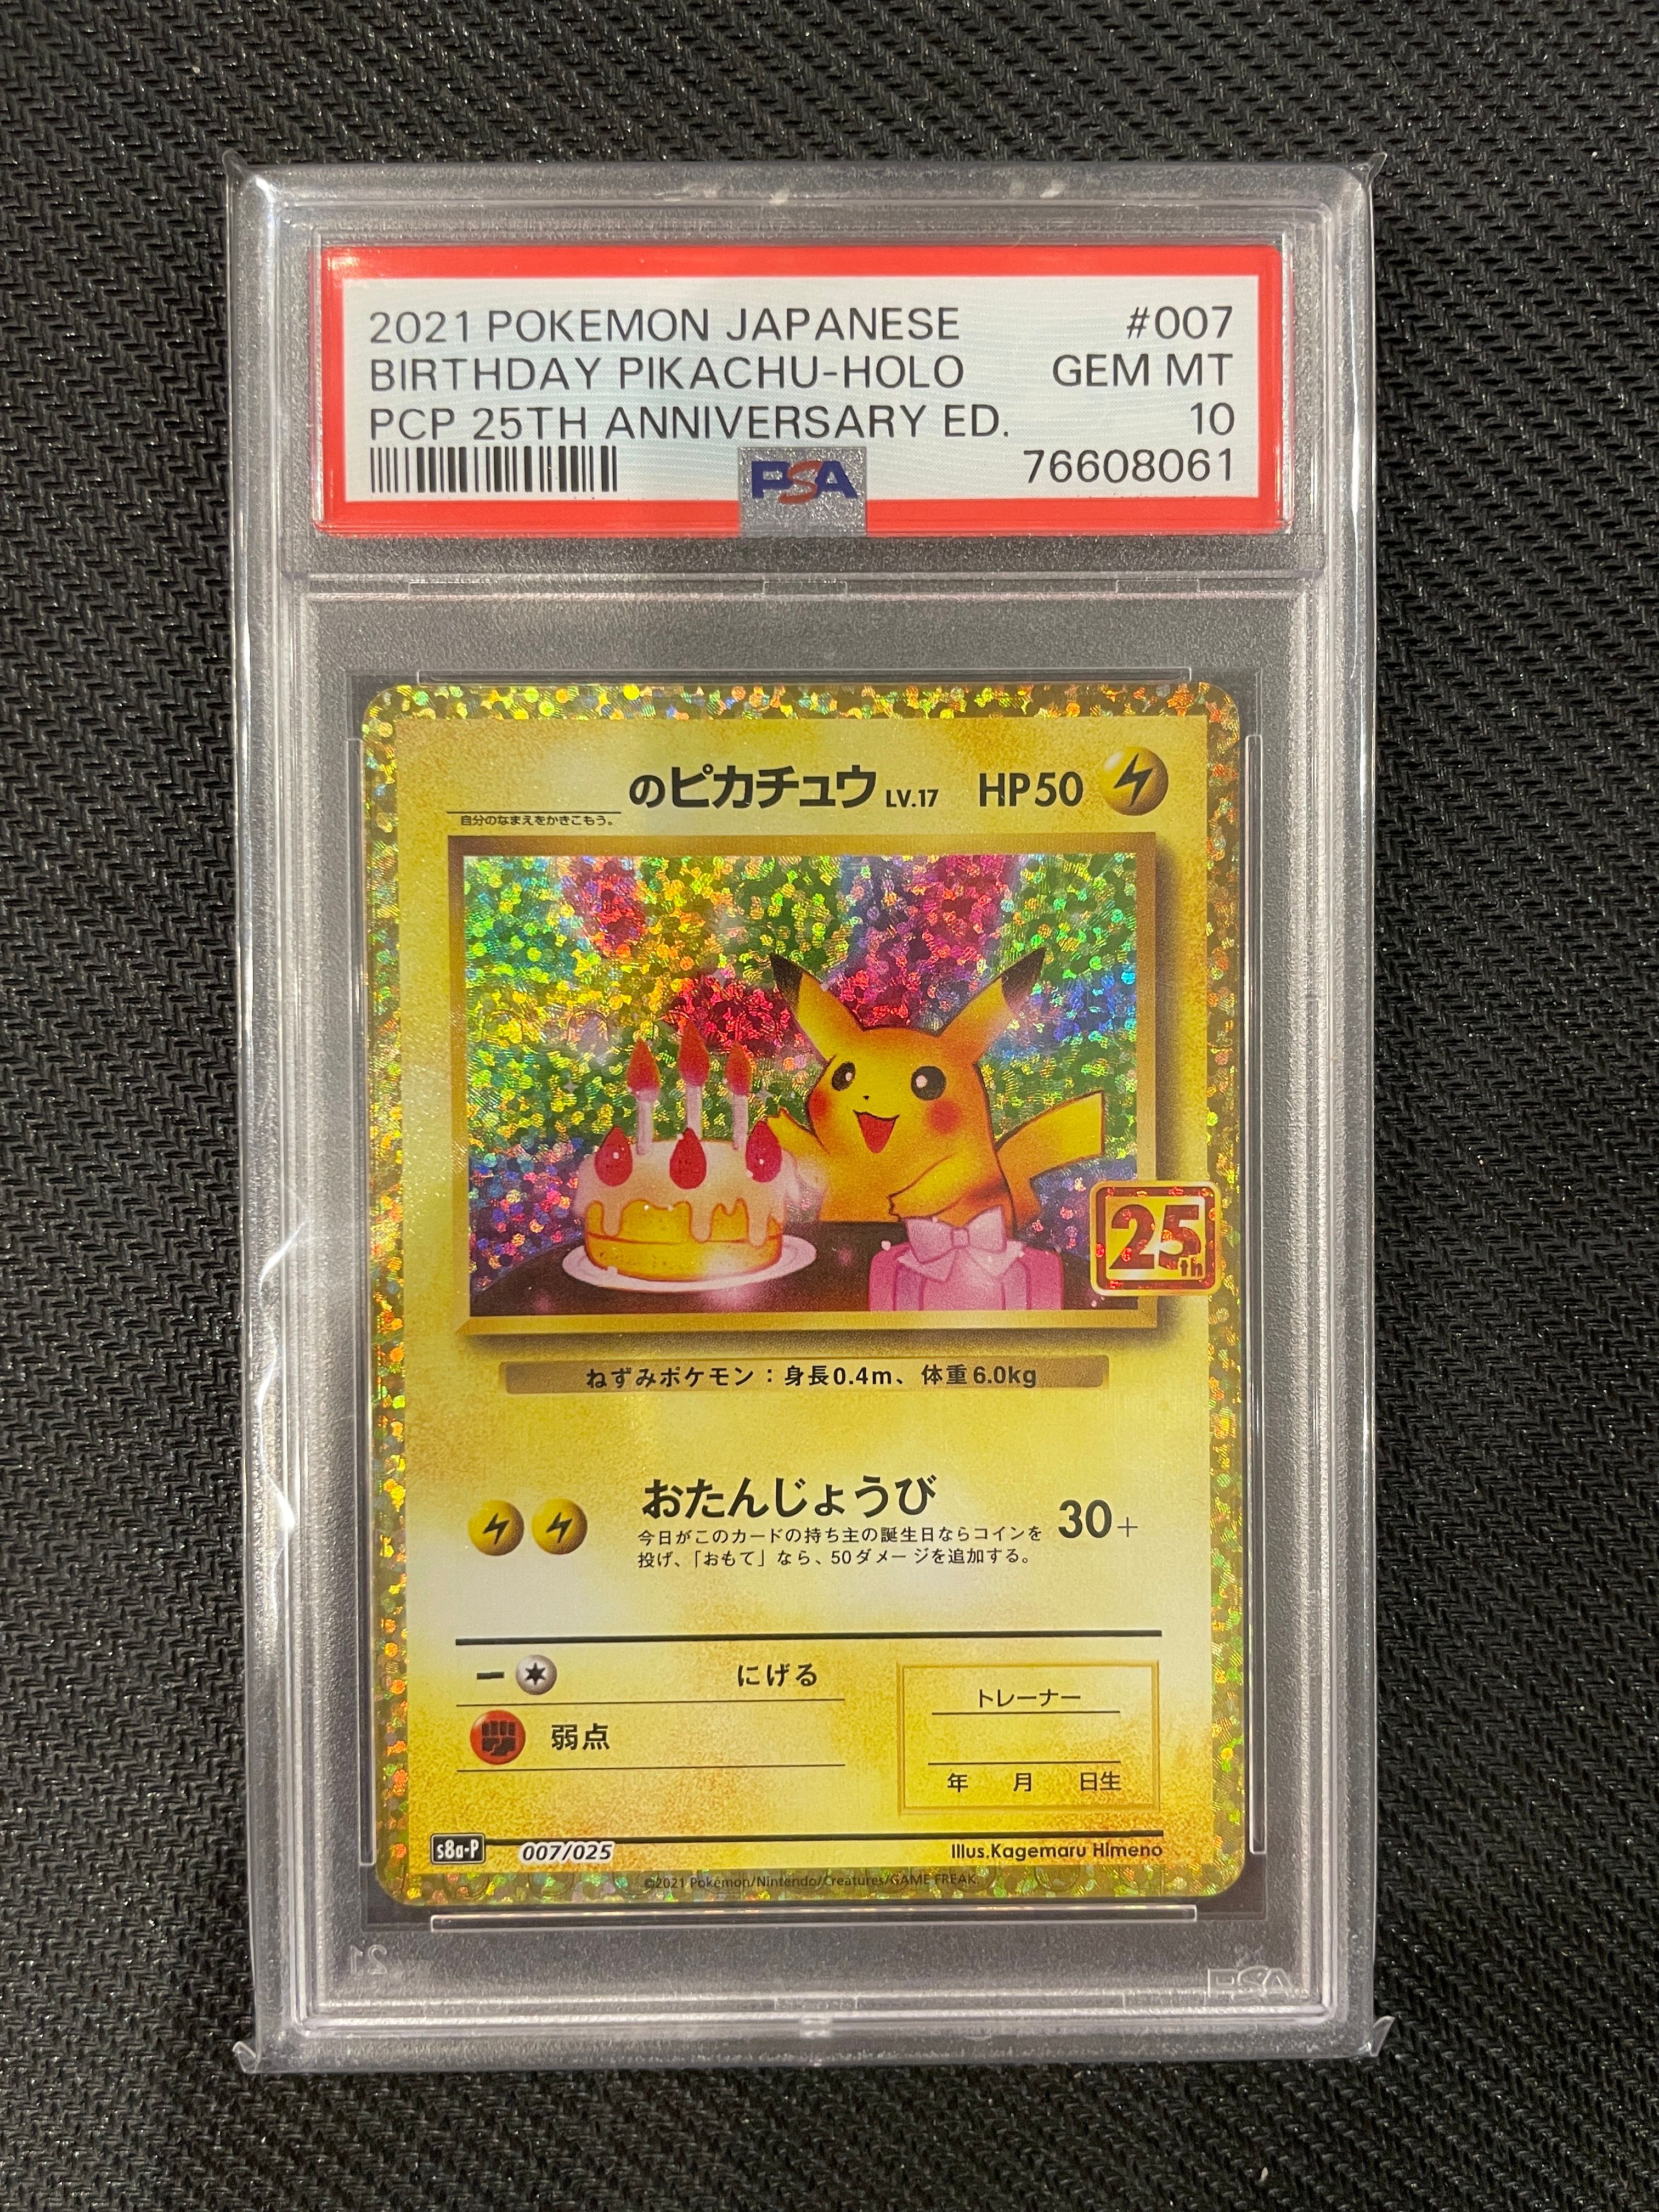 2021 POKEMON JAPANESE #007
BIRTHDAY PIKACHU-HOLO GEM MT
PCP 25TH ANNIVERSARY ED. 10
PSA 76608061
のピカチュウ LV.17 HP50
自分のなまえをかきこもう。
25th
ねずみポケモン：身長0.4m、体重6.0kg
おたんじょうび 30+
今日がこのカードの持ち主の誕生日ならコインを
投げ、「おもて」なら、50ダメージを追加する。
ー にげる
弱点
トレーナー
年 月 日生
s8a-P 007/025 Illus.Kagemaru Himeno
©2021 Pokémon/Nintendo/Creatures/GAME FREAK.
PSA